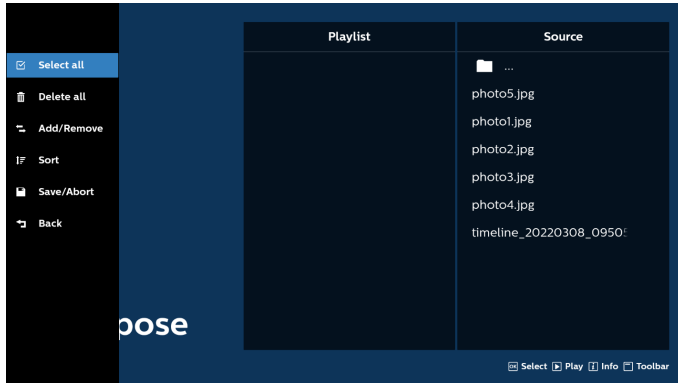 Select all
Delete all
Add/Remove
Sort
Save/Abort
Back
pose
Playlist
Source
...
photo5.jpg
photo1.jpg
photo2.jpg
photo3.jpg
photo4.jpg
timeline_20220308_0950
OK Select Play i Info Toolbar